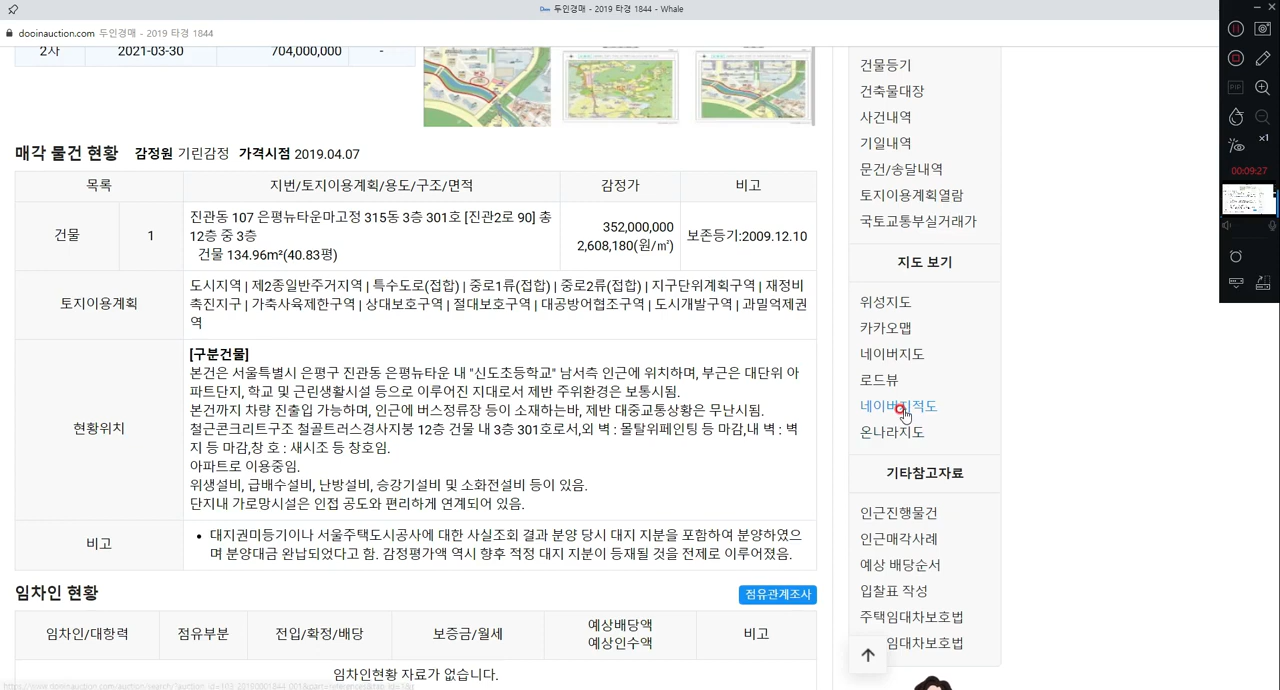 두인경매 - 2019 타경 1844 - Whale
dooinauction.com 두인경매 - 2019 타경 1844
2차 2021-03-30 704,000,000 -
매각 물건 현황 감정원 기린감정 가격시점 2019.04.07
목록 지번/토지이용계획/용도/구조/면적 감정가 비고
건물 1
진관동 107 은평뉴타운마고정 315동 3층 301호 [진관2로 90] 총
12층 중 3층
건물 134.96m²(40.83평)
352,000,000
2,608,180(원/㎡)
보존등기:2009.12.10
토지이용계획
도시지역 | 제2종일반주거지역 | 특수도로(접합) | 중로1류(접합) | 중로2류(접합) | 지구단위계획구역 | 재정비
촉진지구 | 가축사육제한구역 | 상대보호구역 | 절대보호구역 | 대공방어협조구역 | 도시개발구역 | 과밀억제권
역
현황위치
[구분건물]
본건은 서울특별시 은평구 진관동 은평뉴타운 내 "신도초등학교" 남서측 인근에 위치하며, 부근은 대단위 아
파트단지, 학교 및 근린생활시설 등으로 이루어진 지대로서 제반 주위환경은 보통시됨.
본건까지 차량 진출입 가능하며, 인근에 버스정류장 등이 소재하는바, 제반 대중교통상황은 무난시됨.
철근콘크리트구조 철골트러스경사지붕 12층 건물 내 3층 301호로서,외 벽 : 몰탈위페인팅 등 마감,내 벽 : 벽
지 등 마감,창 호 : 새시조 등 창호임.
아파트로 이용중임.
위생설비, 급배수설비, 난방설비, 승강기설비 및 소화전설비 등이 있음.
단지내 가로망시설은 인접 공도와 편리하게 연계되어 있음.
비고
• 대지권미등기이나 서울주택도시공사에 대한 사실조회 결과 분양 당시 대지 지분을 포함하여 분양하였으
며 분양대금 완납되었다고 함. 감정평가액 역시 향후 적정 대지 지분이 등재될 것을 전제로 이루어졌음.
임차인 현황 점유관계조사
임차인/대항력 점유부분 전입/확정/배당 보증금/월세
예상배당액
예상인수액
비고
임차인현황 자료가 없습니다.
건물등기
건축물대장
사건내역
기일내역
문건/송달내역
토지이용계획열람
국토교통부실거래가
지도 보기
위성지도
카카오맵
네이버지도
로드뷰
네이버지적도
온나라지도
기타참고자료
인근진행물건
인근매각사례
예상 배당순서
입찰표 작성
주택임대차보호법
임대차보호법
PIP
x1
00:09:27